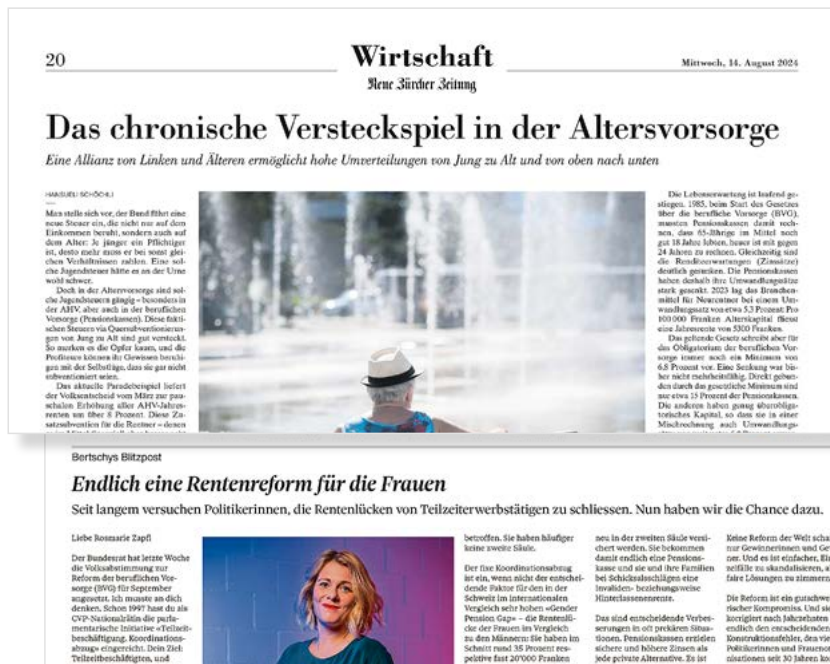 20
Wirtschaft
Mittwoch, 14. August 2024
Neue Zürcher Zeitung
Das chronische Versteckspiel in der Altersvorsorge
Eine Allianz von Linken und Älteren ermöglicht hohe Umverteilungen von Jung zu Alt und von oben nach unten
HANSUELI SCHÖCHLI
Man stelle sich vor, der Bund führt eine
neue Steuer ein, die nicht nur auf dem
Einkommen beruht, sondern auch auf
dem Alter: Je jünger ein Pflichtiger
ist, desto mehr muss er bei sonst glei-
chen Verhältnissen zahlen. Eine sol-
che Jugendsteuer hätte es an der Urne
wohl schwer.
Doch in der Altersvorsorge sind sol-
che Jugendsteuern gängig – besonders in
der AHV, aber auch in der beruflichen
Vorsorge (Pensionskassen). Diese fakti-
schen Steuern via Quersubventionierun-
gen von Jung zu Alt sind gut versteckt.
So merken es die Opfer kaum, und die
Profiteure können ihr Gewissen beruhi-
gen mit der Selbstlüge, dass sie gar nicht
subventioniert seien.
Das aktuelle Paradebeispiel liefert
der Volksentscheid vom März zur pau-
schalen Erhöhung aller AHV-Jahres-
renten um über 8 Prozent. Diese Zu-
satzsubvention für die Rentner – denen
Die Lebenserwartung ist laufend ge-
stiegen. 1985, beim Start des Gesetzes
über die berufliche Vorsorge (BVG),
mussten Pensionskassen damit rech-
nen, dass 65-Jährige im Mittel noch
gut 18 Jahre lebten, heuer ist mit gegen
24 Jahren zu rechnen. Gleichzeitig sind
die Renditeerwartungen (Zinssätze)
deutlich gesunken. Die Pensionskassen
haben deshalb ihre Umwandlungssätze
stark gesenkt. 2023 lag das Branchen-
mittel für Neurentner bei einem Um-
wandlungssatz von etwa 5,3 Prozent: Pro
100 000 Franken Alterskapital fliesst
eine Jahresrente von 5300 Franken.
Das geltende Gesetz schreibt aber für
das Obligatorium der beruflichen Vor-
sorge immer noch ein Minimum von
6,8 Prozent vor. Eine Senkung war bis-
her nicht mehrheitsfähig. Direkt gebun-
den durch das gesetzliche Minimum sind
nur etwa 15 Prozent der Pensionskassen.
Die anderen haben genug überobliga-
torisches Kapital, so dass sie in einer
Mischrechnung auch Umwandlungs-
Bertschys Blitzpost
Endlich eine Rentenreform für die Frauen
Seit langem versuchen Politikerinnen, die Rentenlücken von Teilzeiterwerbstätigen zu schliessen. Nun haben wir die Chance dazu.
Liebe Rosmarie Zapfl
Der Bundesrat hat letzte Woche
die Volksabstimmung zur
Reform der beruflichen Vor-
sorge (BVG) für September
angesetzt. Ich musste an dich
denken. Schon 1997 hast du als
CVP-Nationalrätin die parla-
mentarische Initiative «Teilzeit-
beschäftigung. Koordinations-
abzug» eingereicht. Dein Ziel:
Teilzeitbeschäftigten, und
betroffen. Sie haben häufiger
keine zweite Säule.
Der fixe Koordinationsabzug
ist ein, wenn nicht der entschei-
dende Faktor für den in der
Schweiz im internationalen
Vergleich sehr hohen «Gender
Pension Gap» – die Rentenlü-
cke der Frauen im Vergleich
zu den Männern: Sie haben im
Schnitt rund 35 Prozent res-
pektive fast 20'000 Franken
neu in der zweiten Säule versi-
chert werden. Sie bekommen
damit endlich eine Pensions-
kasse und sie und ihre Familien
bei Schicksalsschlägen eine
Invaliden- beziehungsweise
Hinterlassenenrente.
Das sind entscheidende Verbes-
serungen in oft prekären Situa-
tionen. Pensionskassen erzielen
sichere und höhere Zinsen als
jede private Alternative. Es ist
Keine Reform der Welt scha
nur Gewinnerinnen und Ge
ner. Und es ist einfacher, Ei
zelfälle zu skandalisieren, a
faire Lösungen zu zimmern
Die Reform ist ein gutschwe
rischer Kompromiss. Und si
korrigiert nach Jahrzehnten
endlich den entscheidenden
Konstruktionsfehler, den vie
Politikerinnen und Frauenor
nisationen seit 30 Jahren